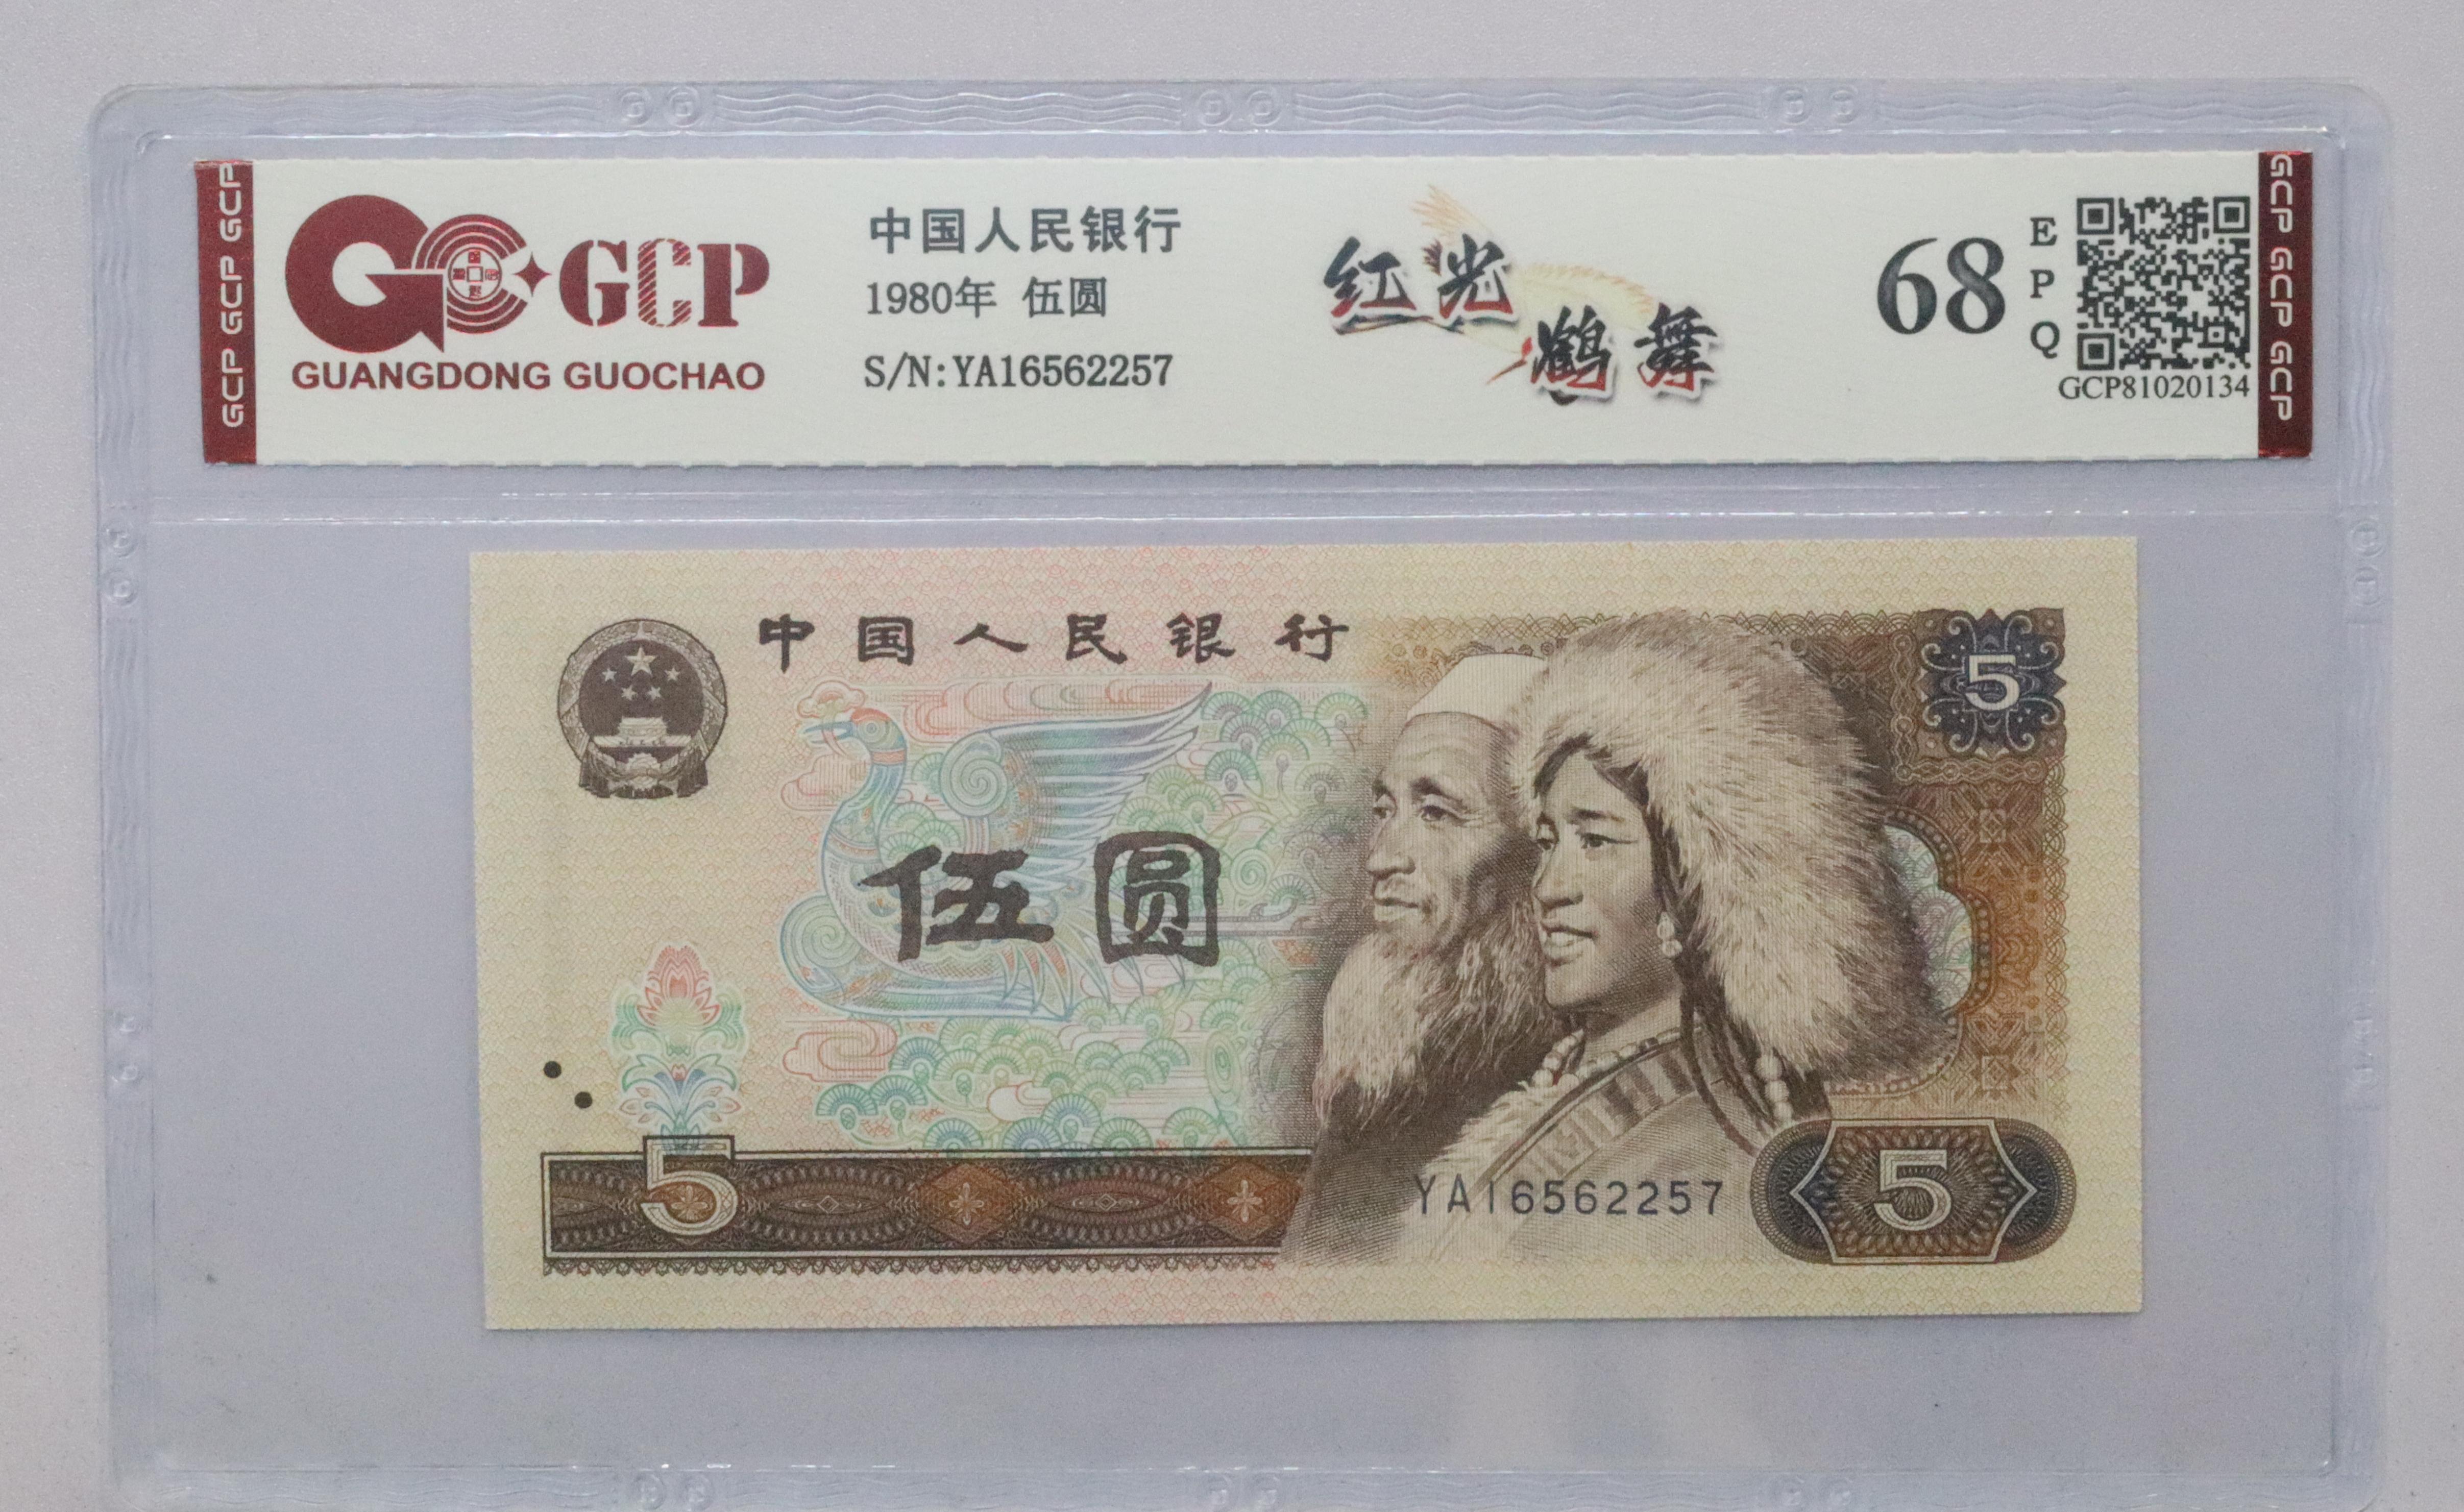 GCP GCP GCP
GCP
GUANGDONG GUOCHAO
中国人民银行
1980年 伍圆
S/N:YA16562257
红光
鹤舞
68
E
P
Q
GCP81020134
GCP GCP GCP
中国人民银行
5
伍圆
5
YA16562257
5